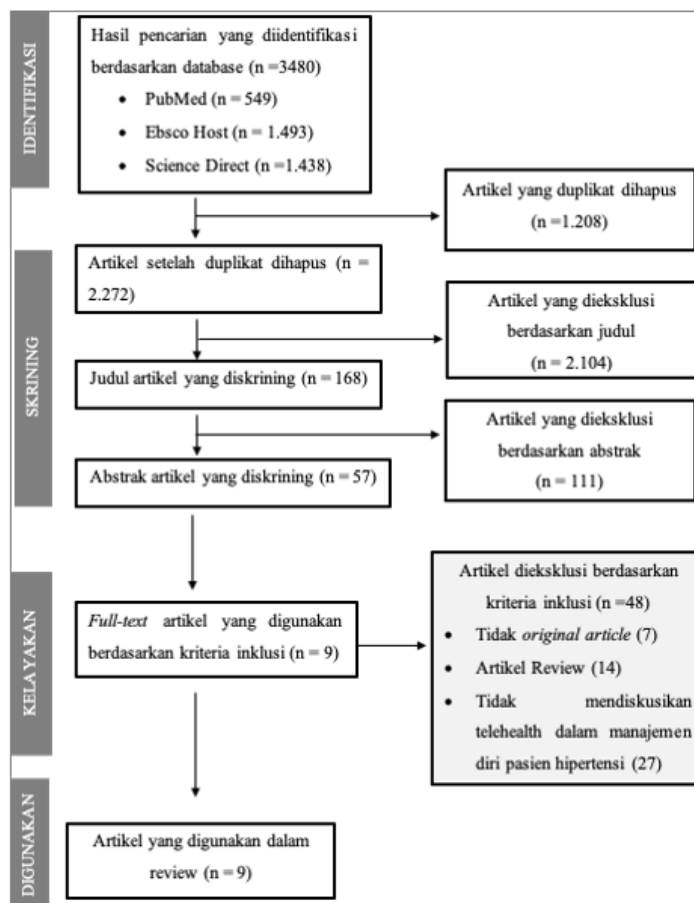 IDENTIFIKASI
Hasil pencarian yang diidentifikasi
berdasarkan database (n =3480)
• PubMed (n = 549)
• Ebsco Host (n = 1.493)
• Science Direct (n =1.438)
Artikel yang duplikat dihapus
(n =1.208)
SKRINING
Artikel setelah duplikat dihapus (n =
2.272)
Artikel yang dieksklusi
berdasarkan judul
(n = 2.104)
Judul artikel yang diskrining (n = 168)
Artikel yang dieksklusi
berdasarkan abstrak
(n = 111)
Abstrak artikel yang diskrining (n = 57)
KELAYAKAN
Full-text artikel yang digunakan
berdasarkan kriteria inklusi (n = 9)
Artikel dieksklusi berdasarkan
kriteria inklusi (n =48)
• Tidak original article (7)
• Artikel Review (14)
• Tidak mendiskusikan
telehealth dalam manajemen
diri pasien hipertensi (27)
DIGUNAKAN
Artikel yang digunakan dalam
review (n = 9)